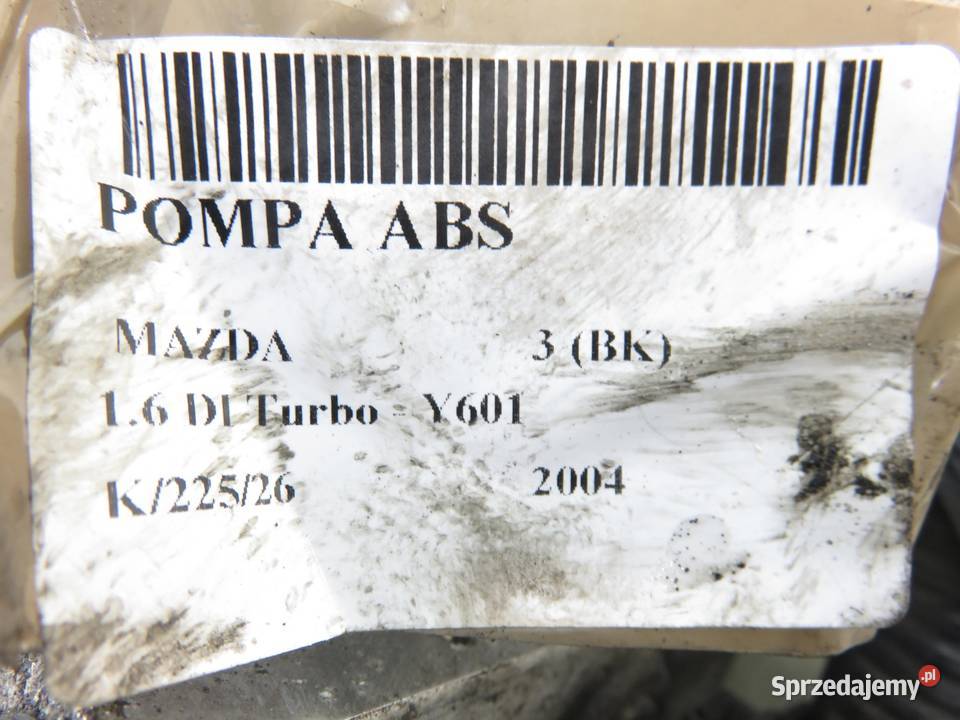 POMPA ABS
MAZDA 3 (BK)
1.6 DI Turbo - Y601
K/225/26 2004
Sprzedajemy.pl